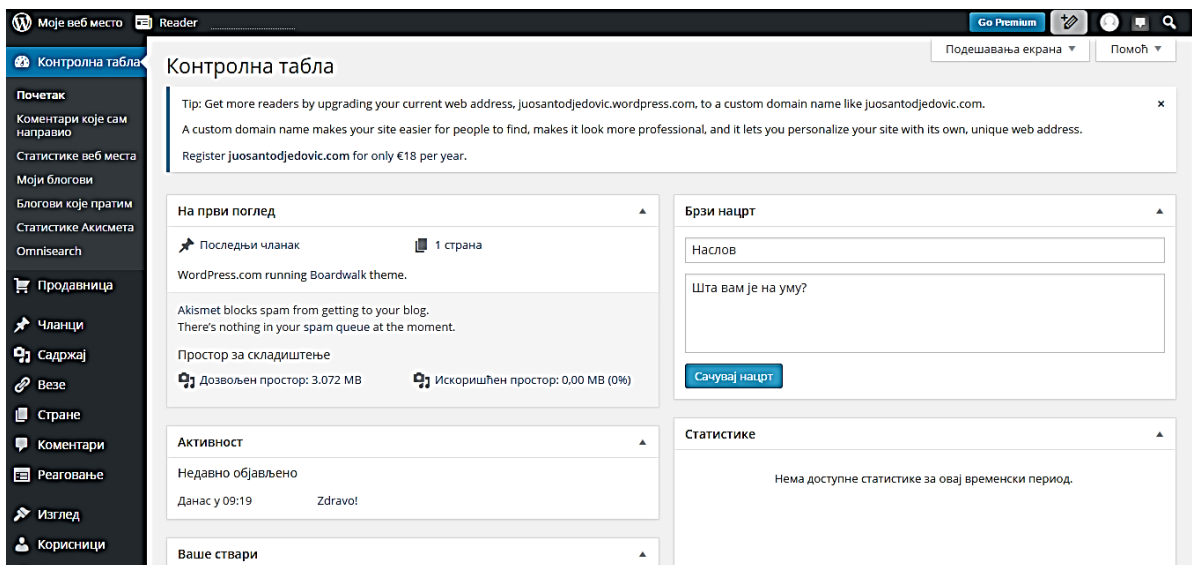 Моје веб место Reader Go Premium
Подешавања екрана Помоћ
Контролна табла
Почетак
Коментари које сам
направио
Статистике веб места
Моји блогови
Блогови које пратим
Статистике Акисмета
Omnisearch
Продавница
Чланци
Садржај
Везе
Стране
Коментари
Реаговање
Изглед
Корисници
Контролна табла
Tip: Get more readers by upgrading your current web address, juosantodjedovic.wordpress.com, to a custom domain name like juosantodjedovic.com.
A custom domain name makes your site easier for people to find, makes it look more professional, and it lets you personalize your site with its own, unique web address.
Register juosantodjedovic.com for only €18 per year.
На први поглед
Последњи чланак 1 страна
WordPress.com running Boardwalk theme.
Akismet blocks spam from getting to your blog.
There's nothing in your spam queue at the moment.
Простор за складиштење
Дозвољен простор: 3.072 MB Искоришћен простор: 0,00 MB (0%)
Активност
Недавно објављено
Данас у 09:19 Zdravo!
Ваше ствари
Брзи нацрт
Наслов
Шта вам је на уму?
Сачувај нацрт
Статистике
Нема доступне статистике за овај временски период.